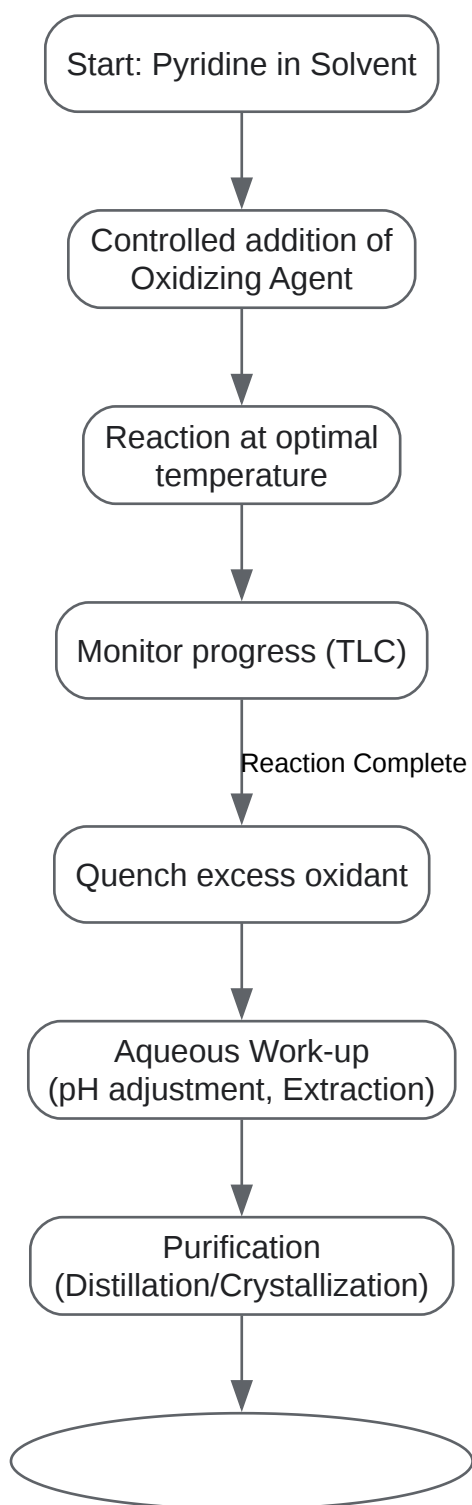 Start: Pyridine in Solvent
Controlled addition of
Oxidizing Agent
Reaction at optimal
temperature
Monitor progress (TLC)
Reaction Complete
Quench excess oxidant
Aqueous Work-up
(pH adjustment, Extraction)
Purification
(Distillation/Crystallization)